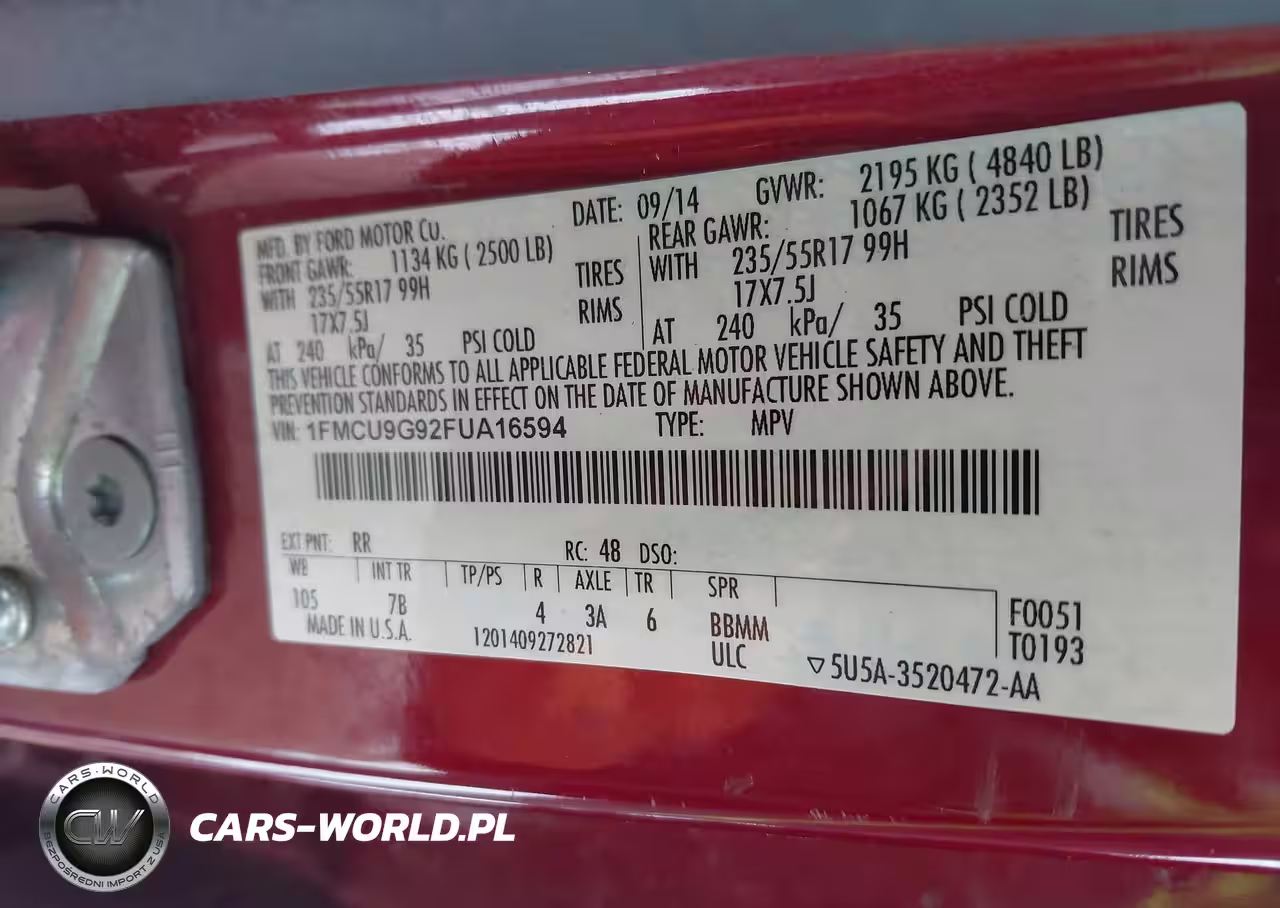 MFD. BY FORD MOTOR CO.
DATE: 09/14 GVWR: 2195 KG ( 4840 LB)
FRONT GAWR: 1134 KG ( 2500 LB) REAR GAWR: 1067 KG ( 2352 LB)
WITH 235/55R17 99H TIRES WITH 235/55R17 99H TIRES
17X7.5J RIMS 17X7.5J RIMS
AT 240 kPa/ 35 PSI COLD AT 240 kPa/ 35 PSI COLD
THIS VEHICLE CONFORMS TO ALL APPLICABLE FEDERAL MOTOR VEHICLE SAFETY AND THEFT
PREVENTION STANDARDS IN EFFECT ON THE DATE OF MANUFACTURE SHOWN ABOVE.
VIN: 1FMCU9G92FUA16594 TYPE: MPV
EXT PNT: RR RC: 48 DSO:
WB INT TR TP/PS R AXLE TR SPR
105 7B 4 3A 6 BBMM F0051
MADE IN U.S.A. 1201409272821 ULC T0193
▽5U5A-3520472-AA
CARS-WORLD
CW
BEZPOŚREDNI IMPORT Z USA
CARS-WORLD.PL